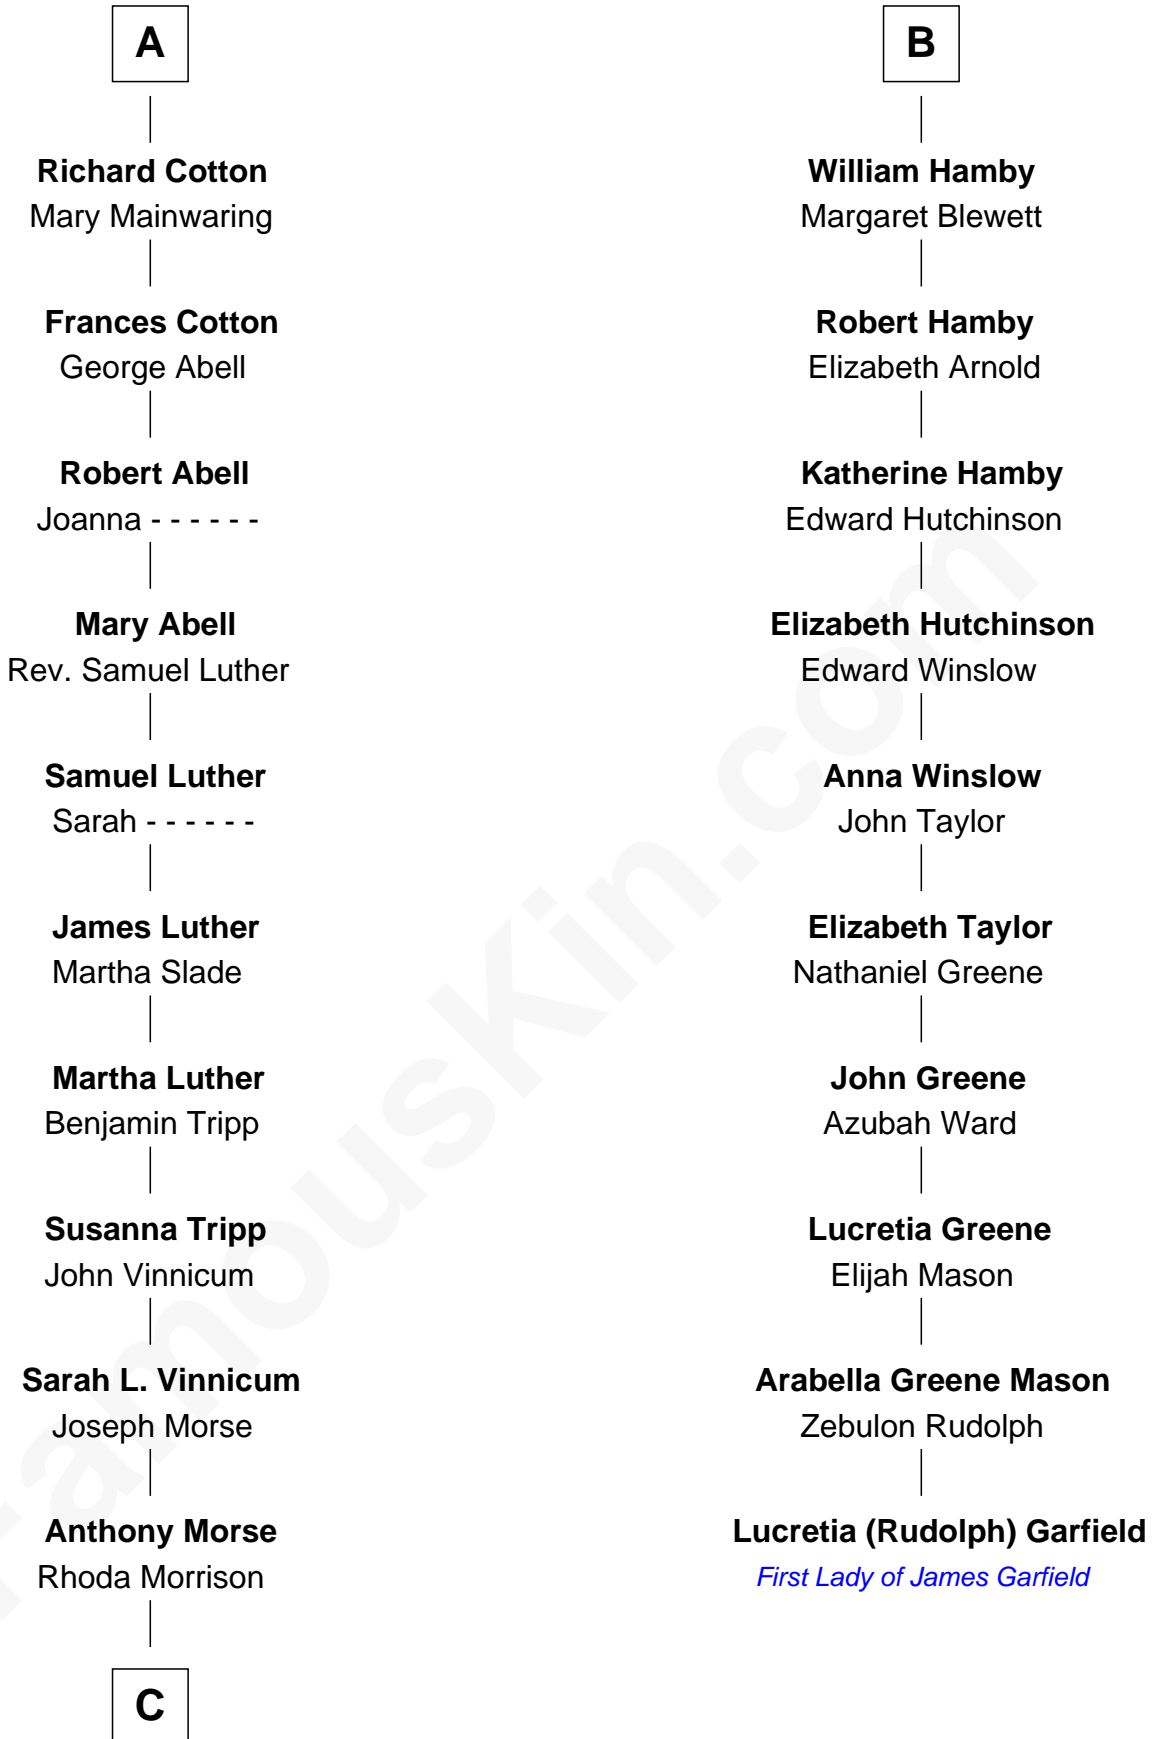 A
Richard Cotton
Mary Mainwaring
Frances Cotton
George Abell
Robert Abell
Joanna - - - - - -
Mary Abell
Rev. Samuel Luther
Samuel Luther
Sarah - - - - - -
James Luther
Martha Slade
Martha Luther
Benjamin Tripp
Susanna Tripp
John Vinnicum
Sarah L. Vinnicum
Joseph Morse
Anthony Morse
Rhoda Morrison
C
B
William Hamby
Margaret Blewett
Robert Hamby
Elizabeth Arnold
Katherine Hamby
Edward Hutchinson
Elizabeth Hutchinson
Edward Winslow
Anna Winslow
John Taylor
Elizabeth Taylor
Nathaniel Greene
John Greene
Azubah Ward
Lucretia Greene
Elijah Mason
Arabella Greene Mason
Zebulon Rudolph
Lucretia (Rudolph) Garfield
First Lady of James Garfield
FamousKin.com